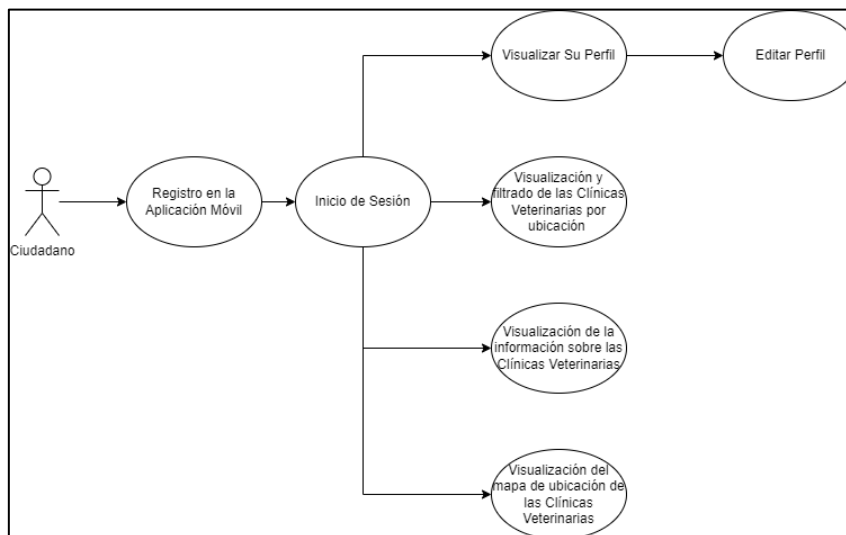 Visualizar Su Perfil
Editar Perfil
Ciudadano
Registro en la
Aplicación Móvil
Inicio de Sesión
Visualización y
filtrado de las Clínicas
Veterinarias por
ubicación
Visualización de la
información sobre las
Clínicas Veterinarias
Visualización del
mapa de ubicación de
las Clínicas
Veterinarias